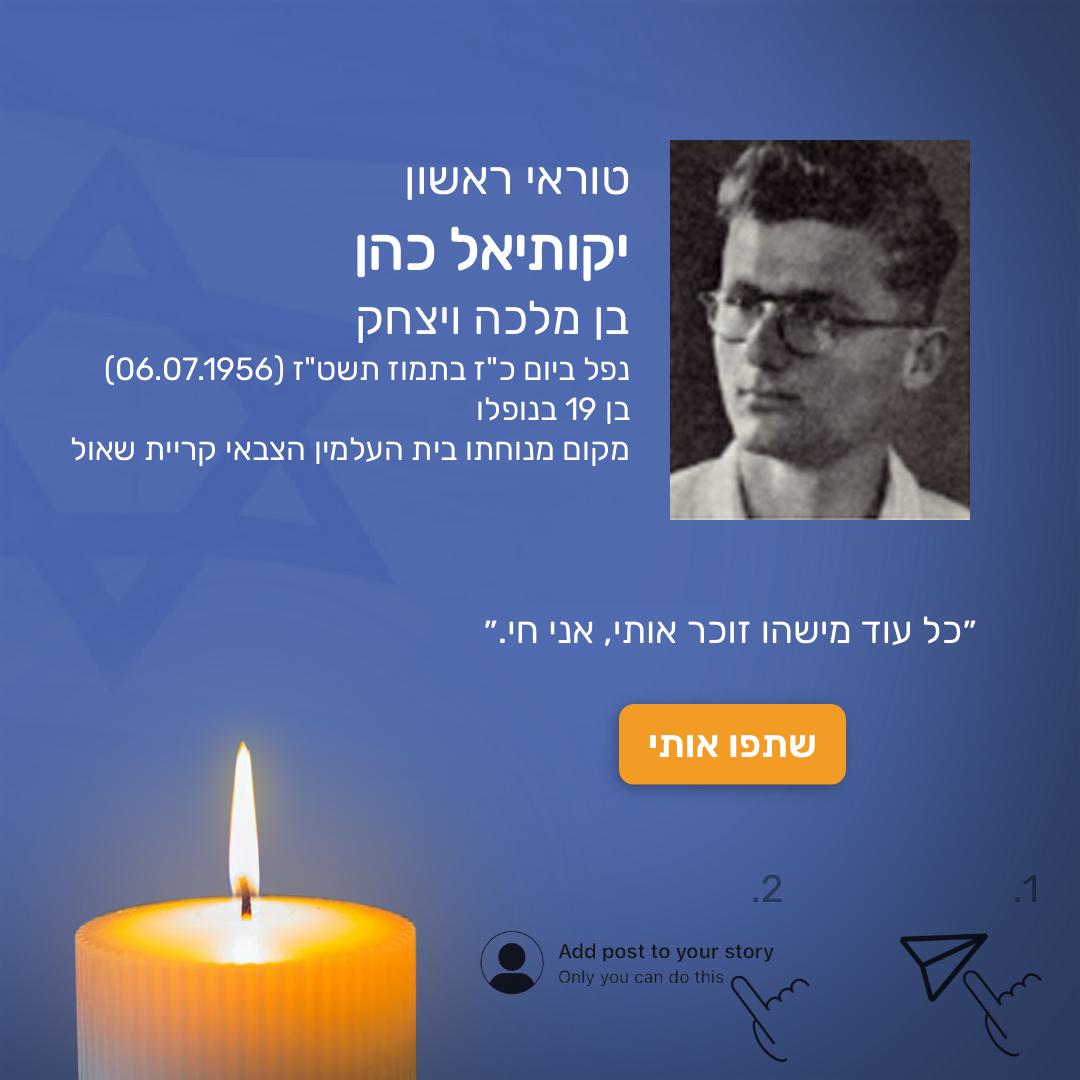 טוראי ראשון
יקותיאל כהן
בן מלכה ויצחק
נפל ביום כ"ז בתמוז תשט"ז (06.07.1956)
בן 19 בנופלו
מקום מנוחתו בית העלמין הצבאי קריית שאול
״כל עוד מישהו זוכר אותי, אני חי.״
שתפו אותי
1.
2.
Add post to your story
Only you can do this